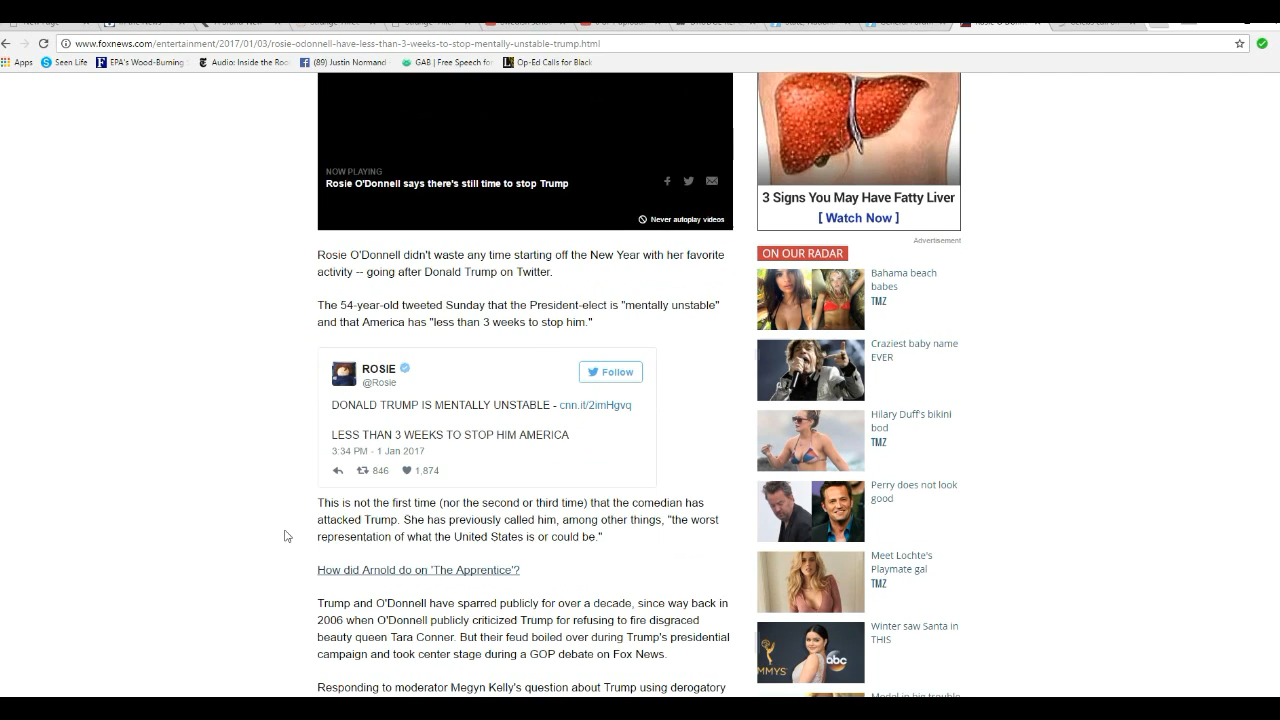 www.foxnews.com/entertainment/2017/01/03/rosie-odonnell-have-less-than-3-weeks-to-stop-mentally-unstable-trump.html
Apps Seen Life EPA's Wood-Burning Audio: Inside the Roo (89) Justin Normand GAB | Free Speech for Op-Ed Calls for Black
NOW PLAYING
Rosie O'Donnell says there's still time to stop Trump
Never autoplay videos
Rosie O'Donnell didn't waste any time starting off the New Year with her favorite
activity -- going after Donald Trump on Twitter.
The 54-year-old tweeted Sunday that the President-elect is "mentally unstable"
and that America has "less than 3 weeks to stop him."
ROSIE
@Rosie
Follow
DONALD TRUMP IS MENTALLY UNSTABLE - cnn.it/2imHgvq
LESS THAN 3 WEEKS TO STOP HIM AMERICA
3:34 PM - 1 Jan 2017
846 1,874
This is not the first time (nor the second or third time) that the comedian has
attacked Trump. She has previously called him, among other things, "the worst
representation of what the United States is or could be."
How did Arnold do on 'The Apprentice'?
Trump and O'Donnell have sparred publicly for over a decade, since way back in
2006 when O'Donnell publicly criticized Trump for refusing to fire disgraced
beauty queen Tara Conner. But their feud boiled over during Trump's presidential
campaign and took center stage during a GOP debate on Fox News.
Responding to moderator Megyn Kelly's question about Trump using derogatory
3 Signs You May Have Fatty Liver
[ Watch Now ]
Advertisement
ON OUR RADAR
Bahama beach
babes
TMZ
Craziest baby name
EVER
Hilary Duff's bikini
bod
TMZ
Perry does not look
good
Meet Lochte's
Playmate gal
TMZ
Winter saw Santa in
THIS
MMYS
abc